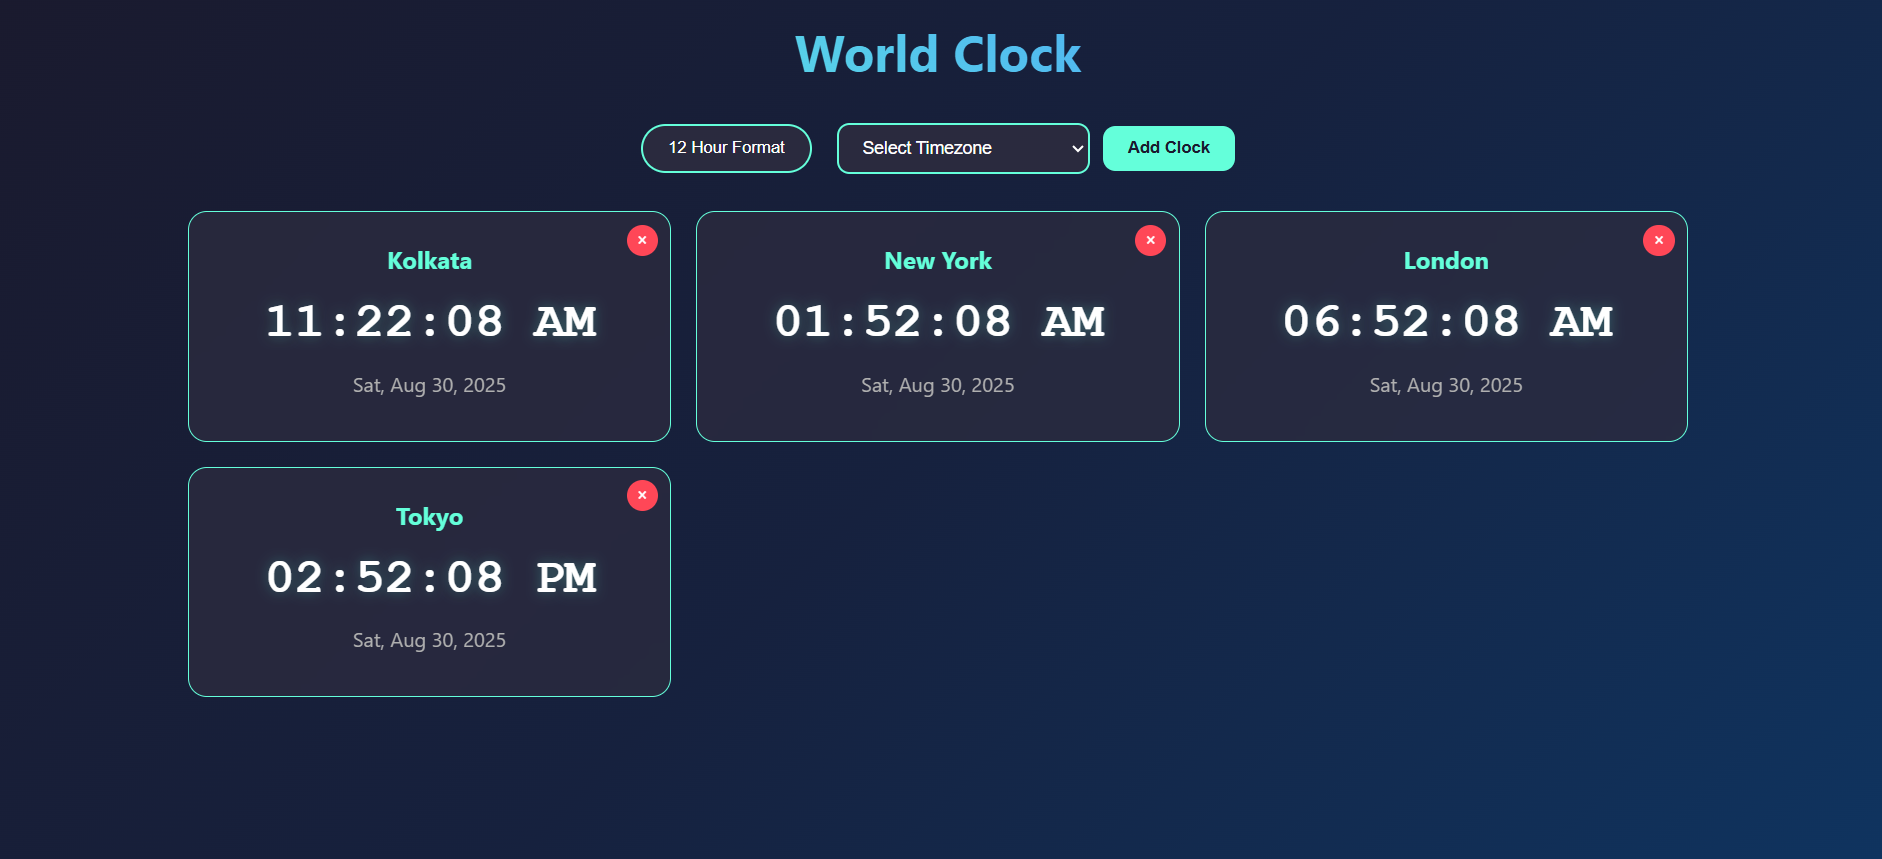 World Clock
12 Hour Format
Select Timezone
Add Clock
×
Kolkata
11:22:08 AM
Sat, Aug 30, 2025
×
New York
01:52:08 AM
Sat, Aug 30, 2025
×
London
06:52:08 AM
Sat, Aug 30, 2025
×
Tokyo
02:52:08 PM
Sat, Aug 30, 2025